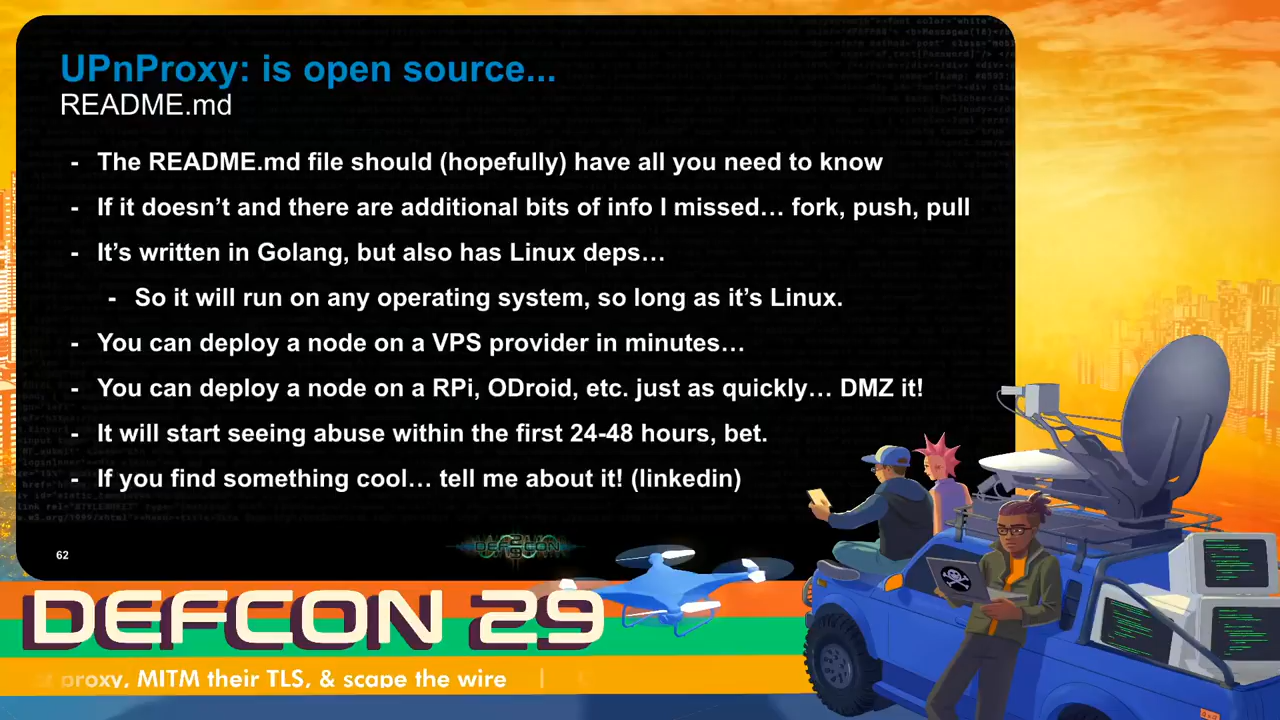 UPnProxy: is open source...
README.md
- The README.md file should (hopefully) have all you need to know
- If it doesn’t and there are additional bits of info I missed… fork, push, pull
- It’s written in Golang, but also has Linux deps…
- So it will run on any operating system, so long as it’s Linux.
- You can deploy a node on a VPS provider in minutes…
- You can deploy a node on a RPi, ODroid, etc. just as quickly… DMZ it!
- It will start seeing abuse within the first 24-48 hours, bet.
- If you find something cool… tell me about it! (linkedin)
62
DEFCON
DEFCON 29
proxy, MITM their TLS, & scape the wire |